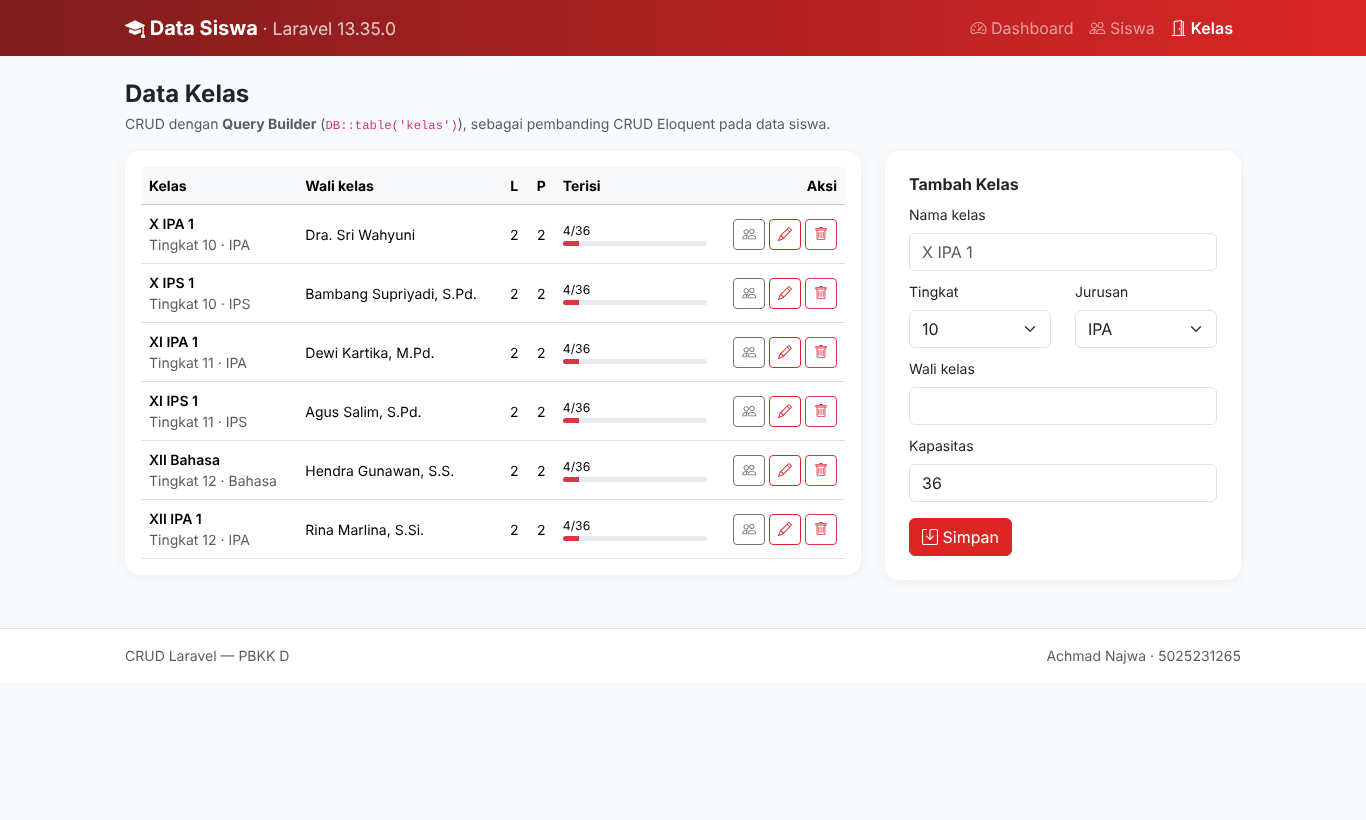 Data Siswa · Laravel 13.35.0
Dashboard Siswa Kelas
Data Kelas
CRUD dengan Query Builder (DB::table('kelas')), sebagai pembanding CRUD Eloquent pada data siswa.
Kelas Wali kelas L P Terisi Aksi
X IPA 1
Tingkat 10 · IPA
Dra. Sri Wahyuni 2 2 4/36
X IPS 1
Tingkat 10 · IPS
Bambang Supriyadi, S.Pd. 2 2 4/36
XI IPA 1
Tingkat 11 · IPA
Dewi Kartika, M.Pd. 2 2 4/36
XI IPS 1
Tingkat 11 · IPS
Agus Salim, S.Pd. 2 2 4/36
XII Bahasa
Tingkat 12 · Bahasa
Hendra Gunawan, S.S. 2 2 4/36
XII IPA 1
Tingkat 12 · IPA
Rina Marlina, S.Si. 2 2 4/36
Tambah Kelas
Nama kelas
X IPA 1
Tingkat Jurusan
10 IPA
Wali kelas
Kapasitas
36
Simpan
CRUD Laravel — PBKK D
Achmad Najwa · 5025231265